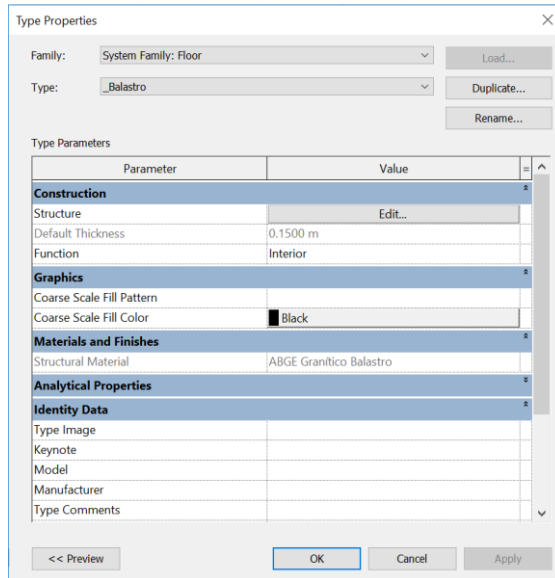 Type Properties
Family: System Family: Floor Load...
Type: _Balastro Duplicate...
Rename...
Type Parameters
Parameter Value =
Construction
Structure Edit...
Default Thickness 0.1500 m
Function Interior
Graphics
Coarse Scale Fill Pattern
Coarse Scale Fill Color Black
Materials and Finishes
Structural Material ABGE Granítico Balastro
Analytical Properties
Identity Data
Type Image
Keynote
Model
Manufacturer
Type Comments
<< Preview OK Cancel Apply